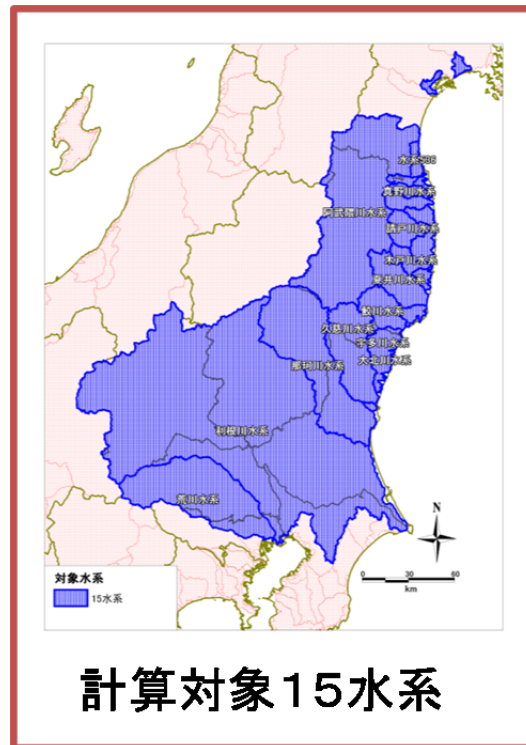 水系536
真野川水系
阿武隈川水系
請戸川水系
木戸川水系
夏井川水系
鮫川水系
久慈川水系
宇多川水系
大北川水系
那珂川水系
利根川水系
荒川水系
N
対象水系
15水系
0 30 60
km
計算対象15水系